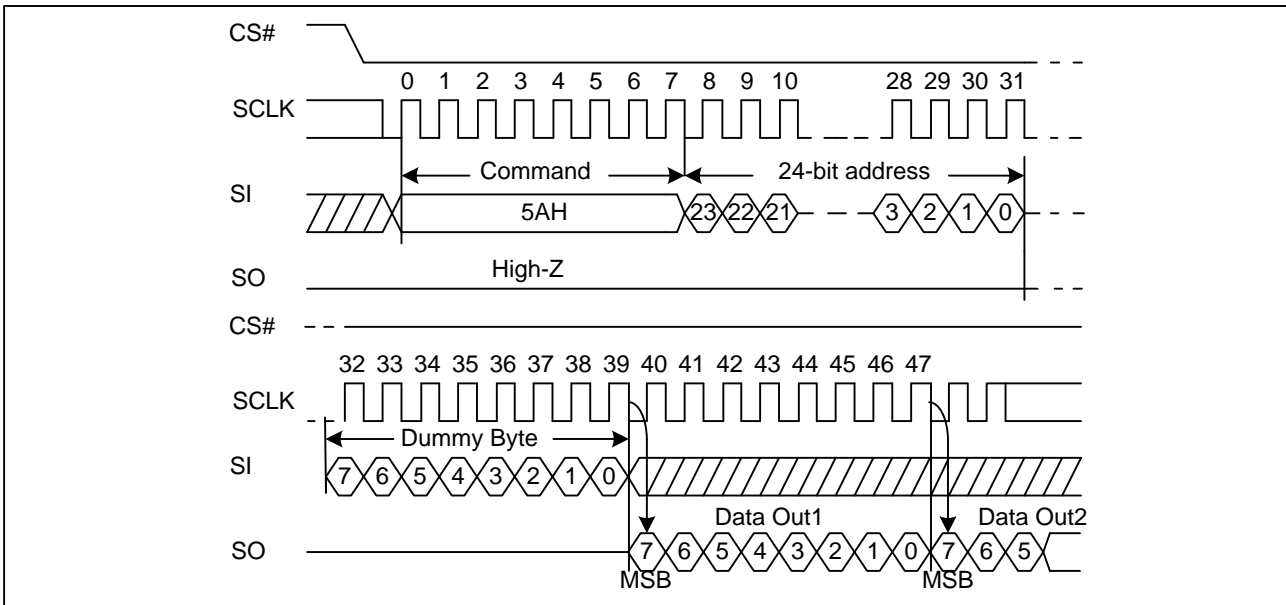 CS#
0 1 2 3 4 5 6 7 8 9 10 28 29 30 31
SCLK
Command 24-bit address
SI
5AH 23 22 21 3 2 1 0
High-Z
SO
CS#
32 33 34 35 36 37 38 39 40 41 42 43 44 45 46 47
SCLK
Dummy Byte
SI
7 6 5 4 3 2 1 0
Data Out1 Data Out2
SO
7 6 5 4 3 2 1 0 7 6 5
MSB MSB